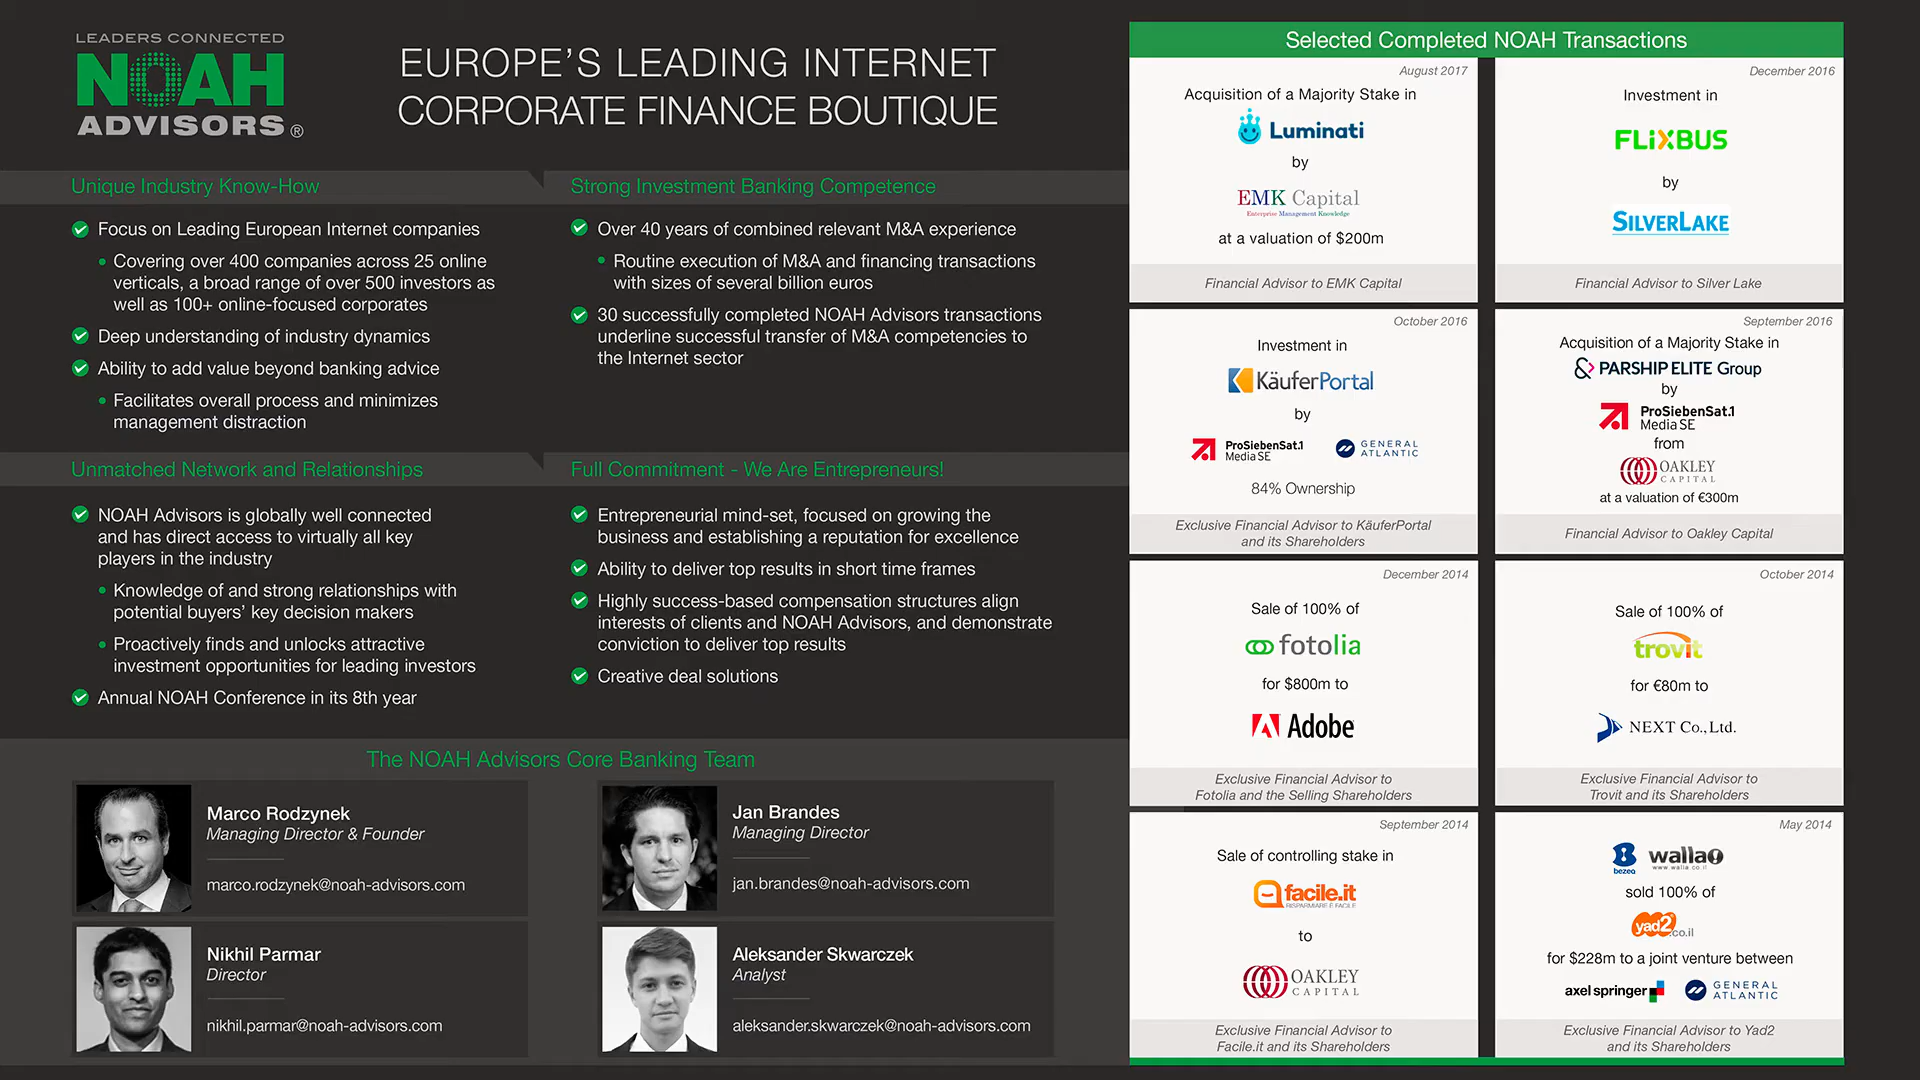 LEADERS CONNECTED
NOAH
ADVISORS®
EUROPE’S LEADING INTERNET
CORPORATE FINANCE BOUTIQUE
Unique Industry Know-How
Focus on Leading European Internet companies
Covering over 400 companies across 25 online
verticals, a broad range of over 500 investors as
well as 100+ online-focused corporates
Deep understanding of industry dynamics
Ability to add value beyond banking advice
Facilitates overall process and minimizes
management distraction
Strong Investment Banking Competence
Over 40 years of combined relevant M&A experience
Routine execution of M&A and financing transactions
with sizes of several billion euros
30 successfully completed NOAH Advisors transactions
underline successful transfer of M&A competencies to
the Internet sector
Unmatched Network and Relationships
NOAH Advisors is globally well connected
and has direct access to virtually all key
players in the industry
Knowledge of and strong relationships with
potential buyers’ key decision makers
Proactively finds and unlocks attractive
investment opportunities for leading investors
Annual NOAH Conference in its 8th year
Full Commitment - We Are Entrepreneurs!
Entrepreneurial mind-set, focused on growing the
business and establishing a reputation for excellence
Ability to deliver top results in short time frames
Highly success-based compensation structures align
interests of clients and NOAH Advisors, and demonstrate
conviction to deliver top results
Creative deal solutions
The NOAH Advisors Core Banking Team
Marco Rodzynek
Managing Director & Founder
marco.rodzynek@noah-advisors.com
Jan Brandes
Managing Director
jan.brandes@noah-advisors.com
Nikhil Parmar
Director
nikhil.parmar@noah-advisors.com
Aleksander Skwarczek
Analyst
aleksander.skwarczek@noah-advisors.com
Selected Completed NOAH Transactions
August 2017
Acquisition of a Majority Stake in
Luminati
by
EMK Capital
Enterprise Management Knowledge
at a valuation of $200m
Financial Advisor to EMK Capital
December 2016
Investment in
FLiXBUS
by
SILVERLAKE
Financial Advisor to Silver Lake
October 2016
Investment in
KäuferPortal
by
ProSiebenSat.1
Media SE
GENERAL
ATLANTIC
84% Ownership
Exclusive Financial Advisor to KäuferPortal
and its Shareholders
September 2016
Acquisition of a Majority Stake in
PARSHIP ELITE Group
by
ProSiebenSat.1
Media SE
from
OAKLEY
CAPITAL
at a valuation of €300m
Financial Advisor to Oakley Capital
December 2014
Sale of 100% of
fotolia
for $800m to
Adobe
Exclusive Financial Advisor to
Fotolia and the Selling Shareholders
October 2014
Sale of 100% of
trovit
for €80m to
NEXT Co., Ltd.
Exclusive Financial Advisor to
Trovit and its Shareholders
September 2014
Sale of controlling stake in
facile.it
RISPARMIARE È FACILE
to
OAKLEY
CAPITAL
Exclusive Financial Advisor to
Facile.it and its Shareholders
May 2014
bezeq
walla!
www.walla.co.il
sold 100% of
yad2.co.il
for $228m to a joint venture between
axel springer
GENERAL
ATLANTIC
Exclusive Financial Advisor to Yad2
and its Shareholders